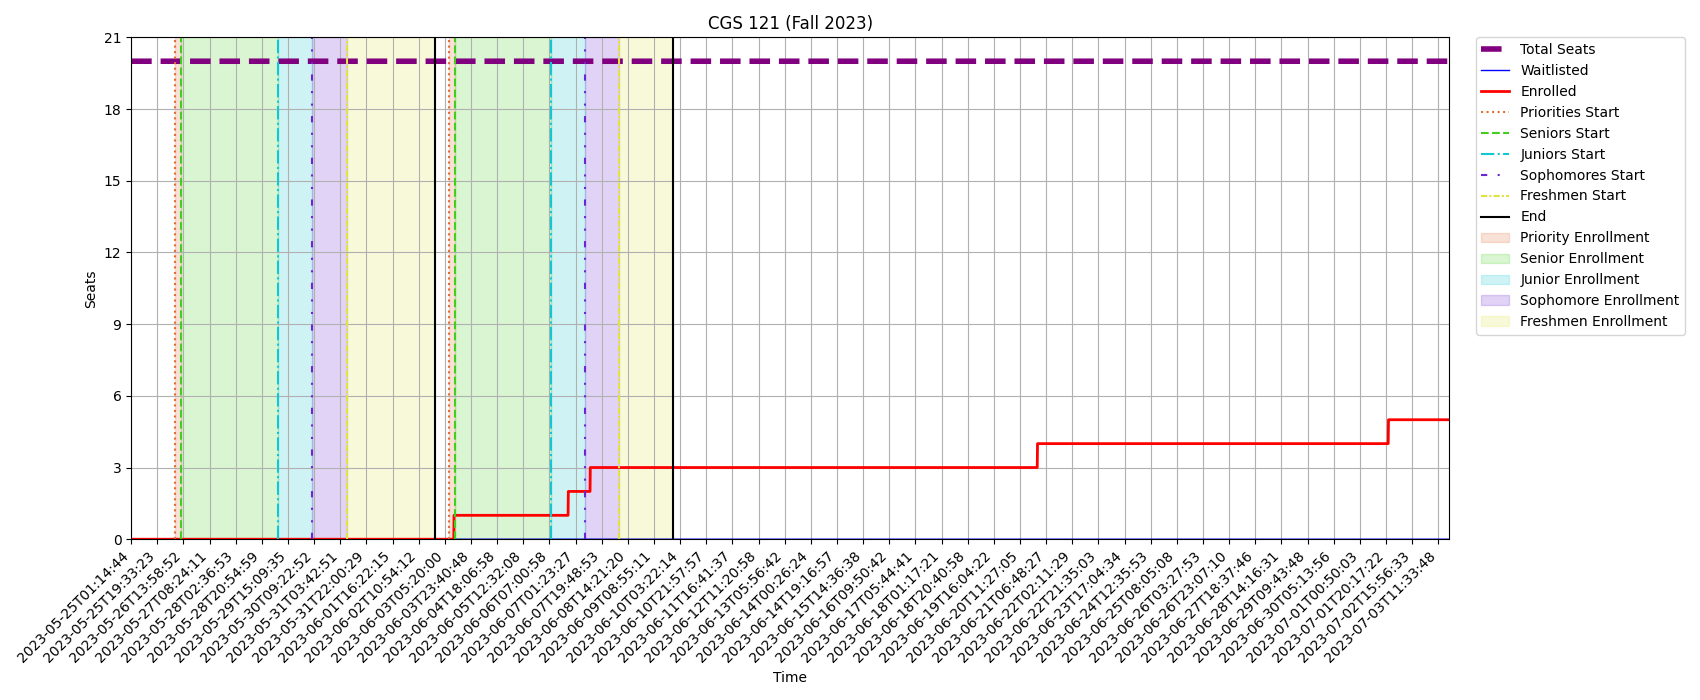 CGS 121 (Fall 2023)
21
18
15
12
9
6
3
0
Seats
2023-05-25T01:14:44
2023-05-25T19:33:23
2023-05-26T13:58:52
2023-05-27T08:24:11
2023-05-28T02:36:53
2023-05-28T20:54:59
2023-05-29T15:09:35
2023-05-30T09:22:52
2023-05-31T03:42:51
2023-05-31T22:00:29
2023-06-01T16:22:15
2023-06-02T10:54:12
2023-06-03T05:20:00
2023-06-03T23:40:48
2023-06-04T18:06:58
2023-06-05T12:32:08
2023-06-06T07:00:58
2023-06-07T01:23:27
2023-06-07T19:48:53
2023-06-08T14:21:20
2023-06-09T08:55:11
2023-06-10T03:22:14
2023-06-10T21:57:57
2023-06-11T16:41:37
2023-06-12T11:20:58
2023-06-13T05:56:42
2023-06-14T00:26:24
2023-06-14T19:16:57
2023-06-15T14:36:38
2023-06-16T09:50:42
2023-06-17T05:44:41
2023-06-18T01:17:21
2023-06-18T20:40:58
2023-06-19T16:04:22
2023-06-20T11:27:05
2023-06-21T06:48:27
2023-06-22T02:11:29
2023-06-22T21:35:03
2023-06-23T17:04:34
2023-06-24T12:35:53
2023-06-25T08:05:08
2023-06-26T03:27:53
2023-06-26T23:07:10
2023-06-27T18:37:46
2023-06-28T14:16:31
2023-06-29T09:43:48
2023-06-30T05:13:56
2023-07-01T00:50:03
2023-07-01T20:17:22
2023-07-02T15:56:33
2023-07-03T11:33:48
Time
Total Seats
Waitlisted
Enrolled
Priorities Start
Seniors Start
Juniors Start
Sophomores Start
Freshmen Start
End
Priority Enrollment
Senior Enrollment
Junior Enrollment
Sophomore Enrollment
Freshmen Enrollment